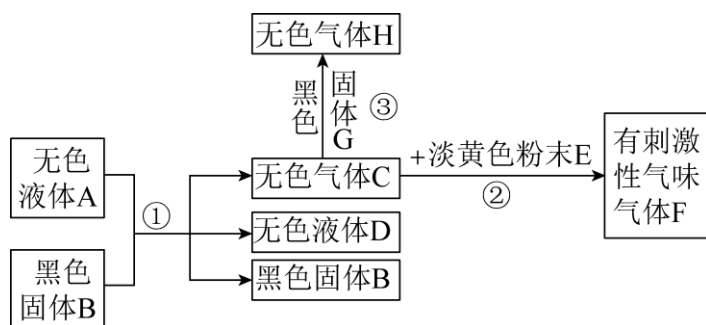 无色气体H
黑色
固体G
③
无色
液体A
①
无色气体C
+淡黄色粉末E
②
有刺激
性气味
气体F
无色液体D
黑色
固体B
黑色固体B